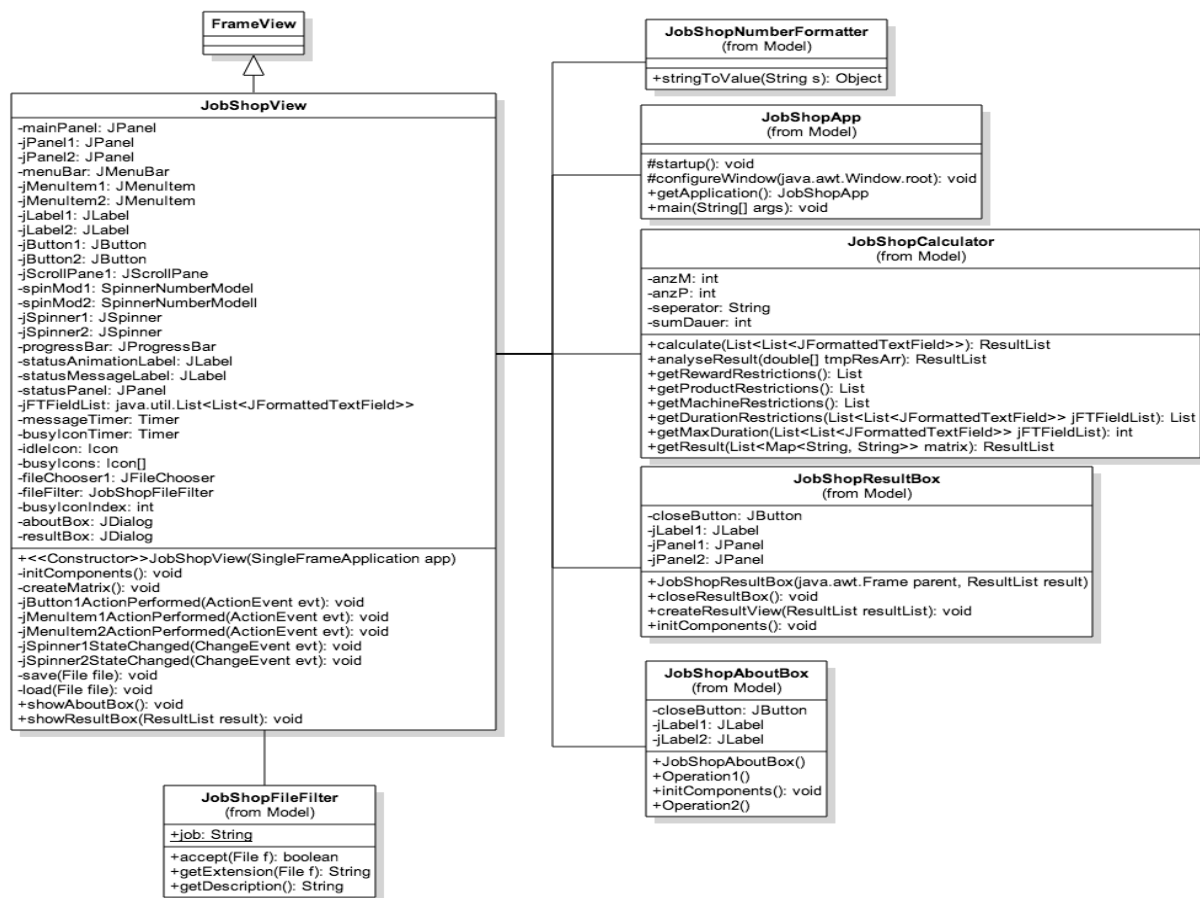 FrameView
JobShopView
-mainPanel: JPanel
-jPanel1: JPanel
-jPanel2: JPanel
-menuBar: JMenuBar
-jMenuItem1: JMenuItem
-jMenuItem2: JMenuItem
-jLabel1: JLabel
-jLabel2: JLabel
-jButton1: JButton
-jButton2: JButton
-jScrollPane1: JScrollPane
-spinMod1: SpinnerNumberModel
-spinMod2: SpinnerNumberModell
-jSpinner1: JSpinner
-jSpinner2: JSpinner
-progressBar: JProgressBar
-statusAnimationLabel: JLabel
-statusMessageLabel: JLabel
-statusPanel: JPanel
-jFTFieldList: java.util.List<List<JFormattedTextField>>
-messageTimer: Timer
-busyIconTimer: Timer
-idleIcon: Icon
-busyIcons: Icon[]
-fileChooser1: JFileChooser
-fileFilter: JobShopFileFilter
-busyIconIndex: int
-aboutBox: JDialog
-resultBox: JDialog
+<<Constructor>>JobShopView(SingleFrameApplication app)
-initComponents(): void
-createMatrix(): void
-jButton1ActionPerformed(ActionEvent evt): void
-jMenuItem1ActionPerformed(ActionEvent evt): void
-jMenuItem2ActionPerformed(ActionEvent evt): void
-jSpinner1StateChanged(ChangeEvent evt): void
-jSpinner2StateChanged(ChangeEvent evt): void
-save(File file): void
-load(File file): void
+showAboutBox(): void
+showResultBox(ResultList result): void
JobShopFileFilter
(from Model)
+job: String
+accept(File f): boolean
+getExtension(File f): String
+getDescription(): String
JobShopNumberFormatter
(from Model)
+stringToValue(String s): Object
JobShopApp
(from Model)
#startup(): void
#configureWindow(java.awt.Window.root): void
+getApplication(): JobShopApp
+main(String[] args): void
JobShopCalculator
(from Model)
-anzM: int
-anzP: int
-seperator: String
-sumDauer: int
+calculate(List<List<JFormattedTextField>>): ResultList
+analyseResult(double[] tmpResArr): ResultList
+getRewardRestrictions(): List
+getProductRestrictions(): List
+getMachineRestrictions(): List
+getDurationRestrictions(List<List<JFormattedTextField>> jFTFieldList): List
+getMaxDuration(List<List<JFormattedTextField>> jFTFieldList): int
+getResult(List<Map<String, String>> matrix): ResultList
JobShopResultBox
(from Model)
-closeButton: JButton
-jLabel1: JLabel
-jPanel1: JPanel
-jPanel2: JPanel
+JobShopResultBox(java.awt.Frame parent, ResultList result)
+closeResultBox(): void
+createResultView(ResultList resultList): void
+initComponents(): void
JobShopAboutBox
(from Model)
-closeButton: JButton
-jLabel1: JLabel
-jLabel2: JLabel
+JobShopAboutBox()
+Operation1()
+initComponents(): void
+Operation2()